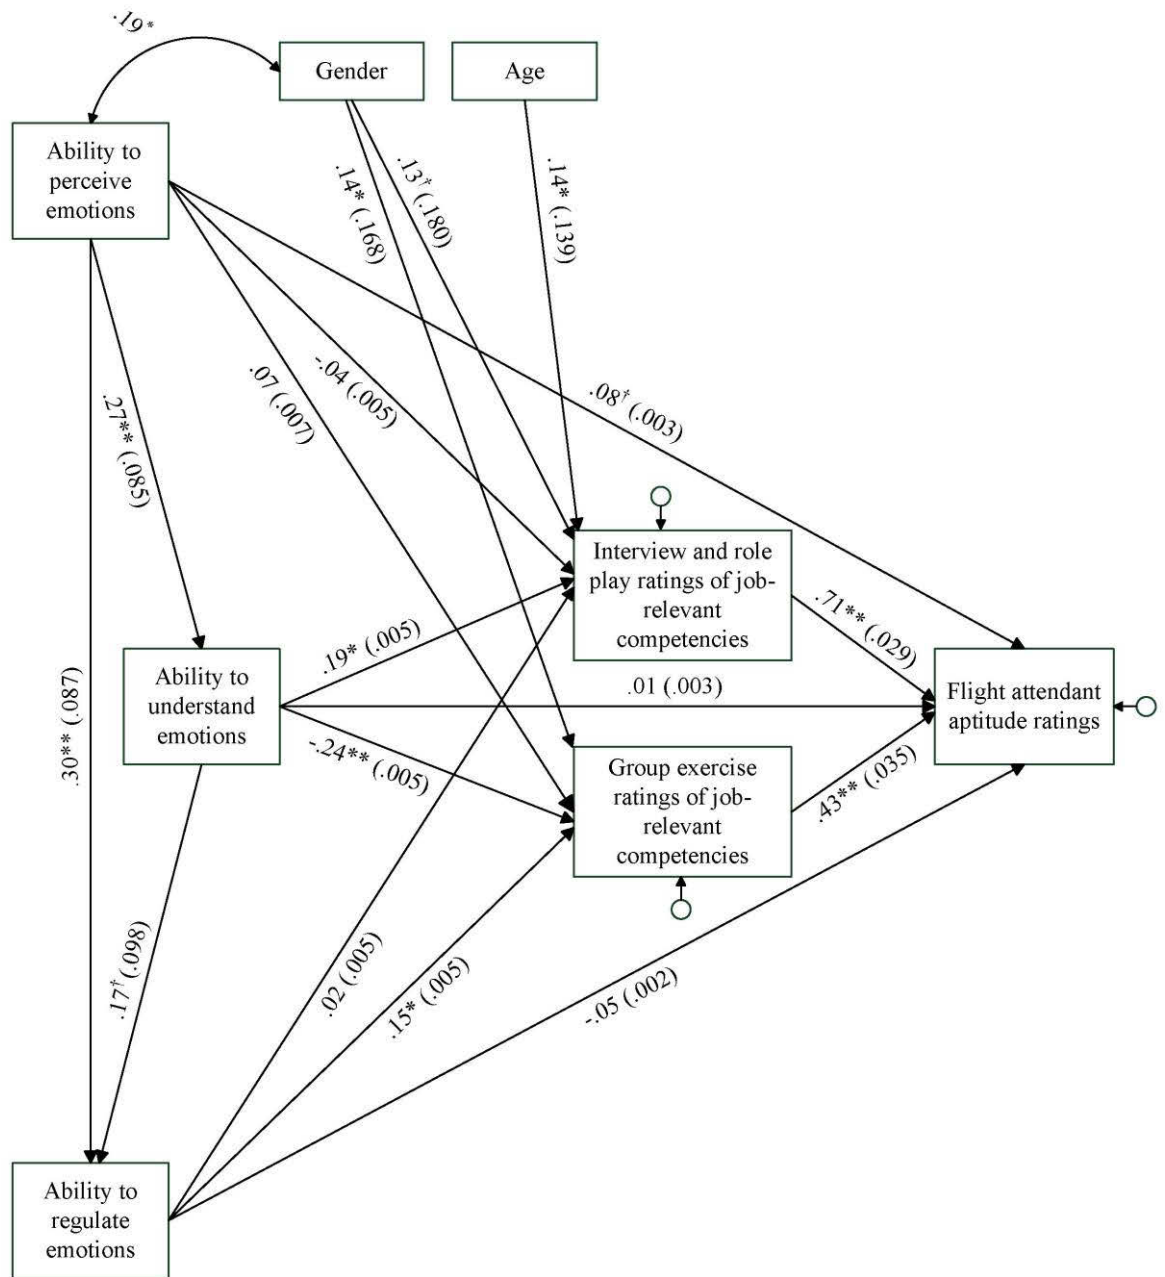 .19*
Gender
Age
Ability to
perceive
emotions
.14* (.168)
.13† (.180)
.14* (.139)
.07 (.007)
-.04 (.005)
.08† (.003)
.27** (.085)
Interview and role
play ratings of job-
relevant
competencies
.71** (.029)
.19* (.005)
.30** (.087)
Ability to
understand
emotions
.01 (.003)
Flight attendant
aptitude ratings
-.24** (.005)
Group exercise
ratings of job-
relevant
competencies
.43** (.035)
.17† (.098)
.02 (.005)
.15* (.005)
-.05 (.002)
Ability to
regulate
emotions